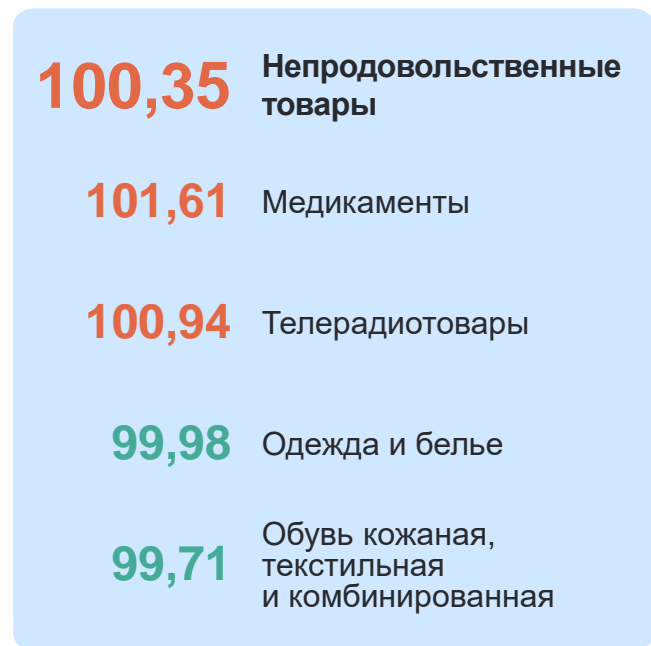 100,35
Непродовольственные
товары
101,61
Медикаменты
100,94
Телерадиотовары
99,98
Одежда и белье
99,71
Обувь кожаная,
текстильная
и комбинированная